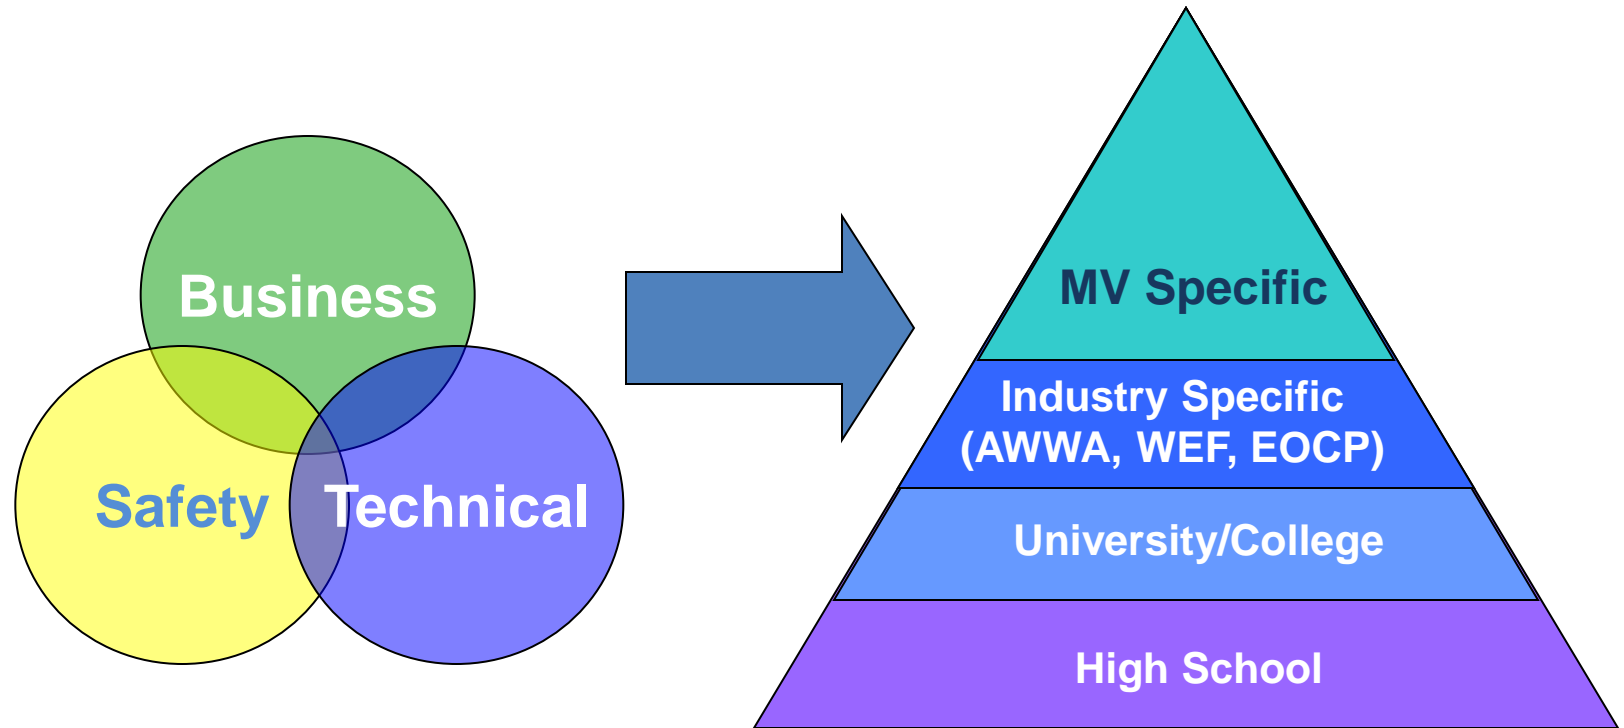 Business
Safety
Technical
MV Specific
Industry Specific
(AWWA, WEF, EOCP)
University/College
High School